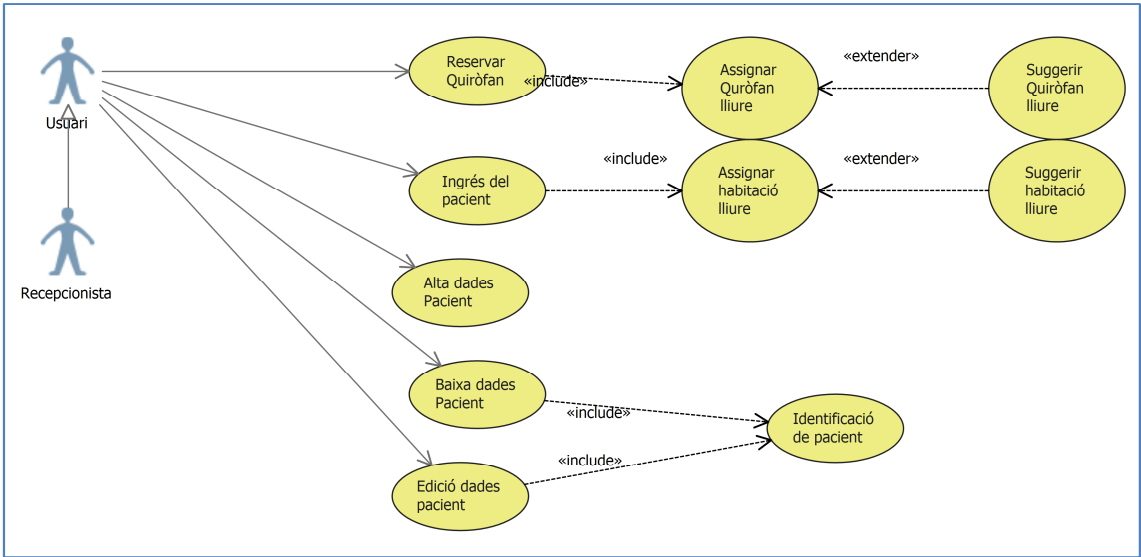 Usuari
Recepcionista
Reservar
Quiròfan
«include»
Assignar
Quròfan
lliure
«extender»
Suggerir
Quiròfan
lliure
Ingrés del
pacient
«include»
Assignar
habitació
lliure
«extender»
Suggerir
habitació
lliure
Alta dades
Pacient
Baixa dades
Pacient
«include»
Identificació
de pacient
Edició dades
pacient
«include»